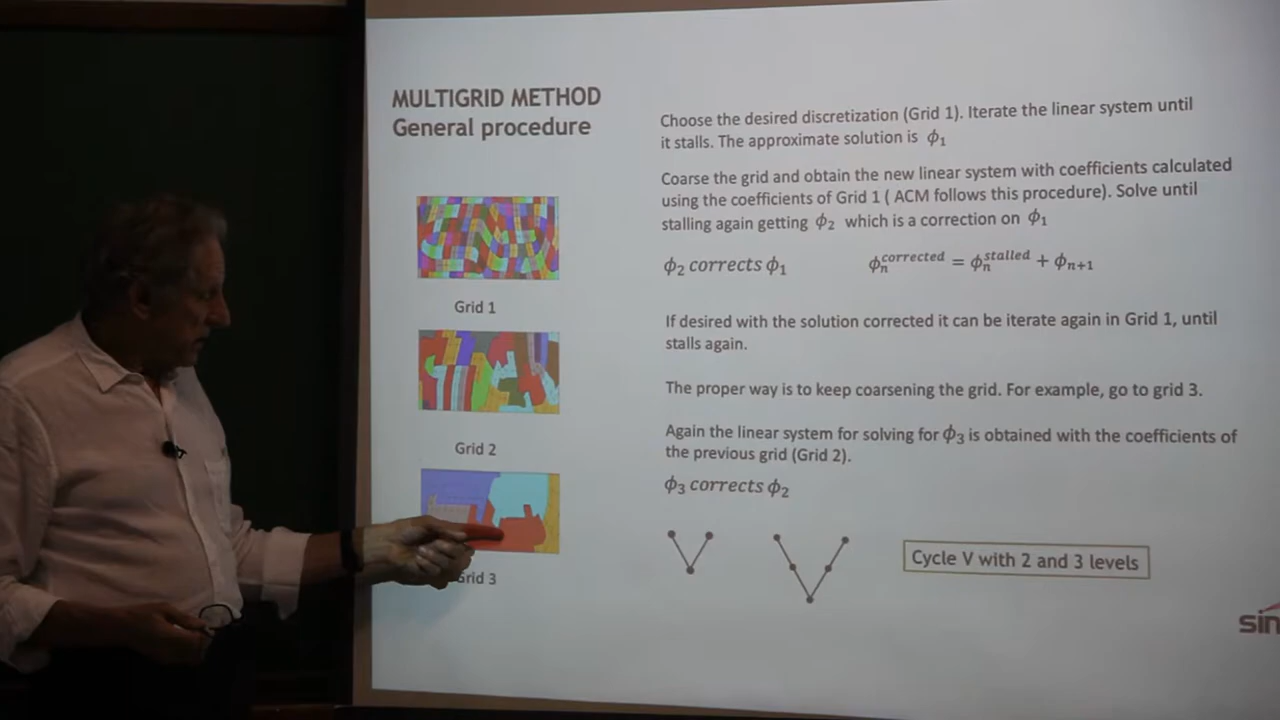 MULTIGRID METHOD
General procedure
Grid 1
Grid 2
Grid 3
Choose the desired discretization (Grid 1). Iterate the linear system until
it stalls. The approximate solution is ϕ₁
Coarse the grid and obtain the new linear system with coefficients calculated
using the coefficients of Grid 1 ( ACM follows this procedure). Solve until
stalling again getting ϕ₂ which is a correction on ϕ₁
ϕ₂ corrects ϕ₁ ϕₙ^corrected = ϕₙ^stalled + ϕₙ₊₁
If desired with the solution corrected it can be iterate again in Grid 1, until
stalls again.
The proper way is to keep coarsening the grid. For example, go to grid 3.
Again the linear system for solving for ϕ₃ is obtained with the coefficients of
the previous grid (Grid 2).
ϕ₃ corrects ϕ₂
Cycle V with 2 and 3 levels